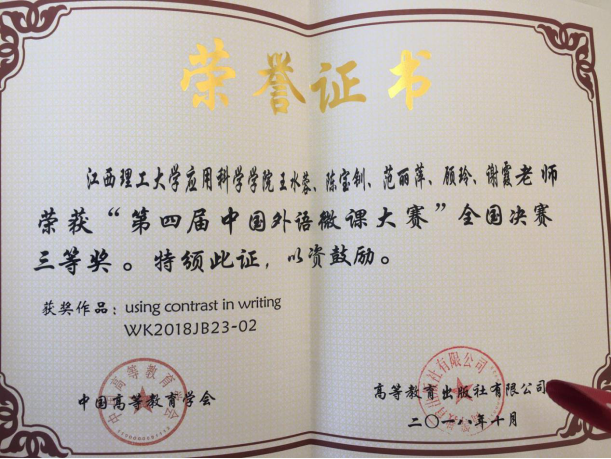 荣誉证书
江西理工大学应用科学学院王水蓉、陈宝钏、范丽萍、顾玲、谢霞老师
荣获“第四届中国外语微课大赛”全国决赛
三等奖。特颁此证,以资鼓励。
获奖作品:using contrast in writing
WK2018JB23-02
中国高等教育学会
高等教育出版社有限公司
二〇一八年十月